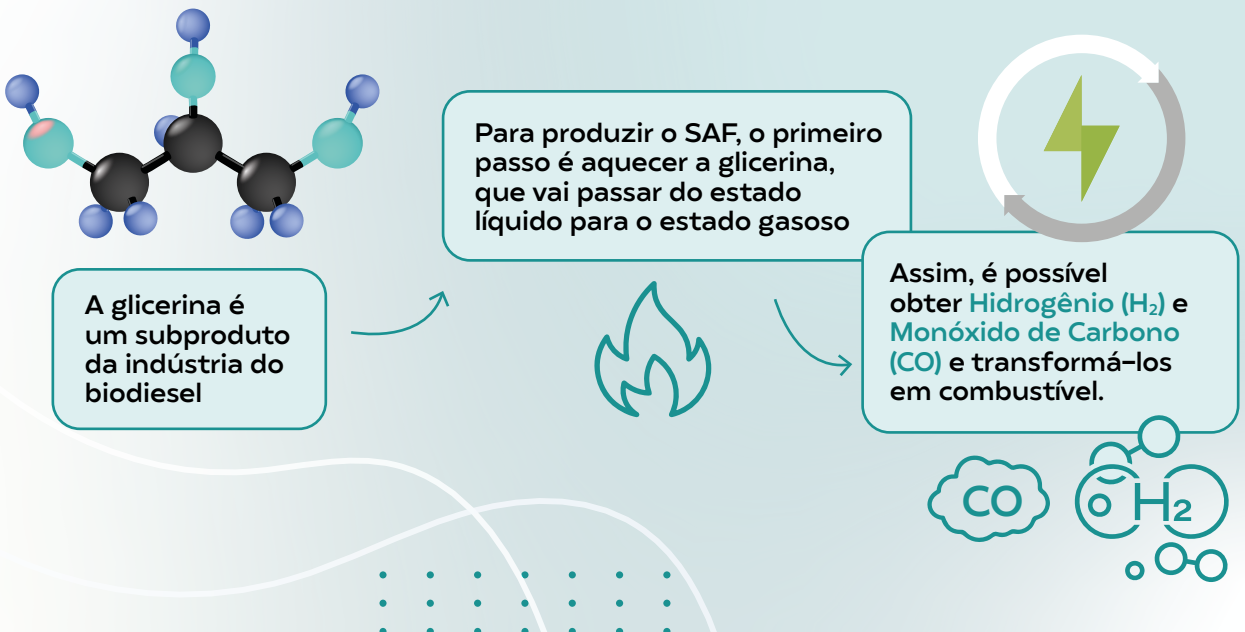 A glicerina é
um subproduto
da indústria do
biodiesel
Para produzir o SAF, o primeiro
passo é aquecer a glicerina,
que vai passar do estado
líquido para o estado gasoso
Assim, é possível
obter Hidrogênio (H₂) e
Monóxido de Carbono
(CO) e transformá-los
em combustível.
CO
H₂